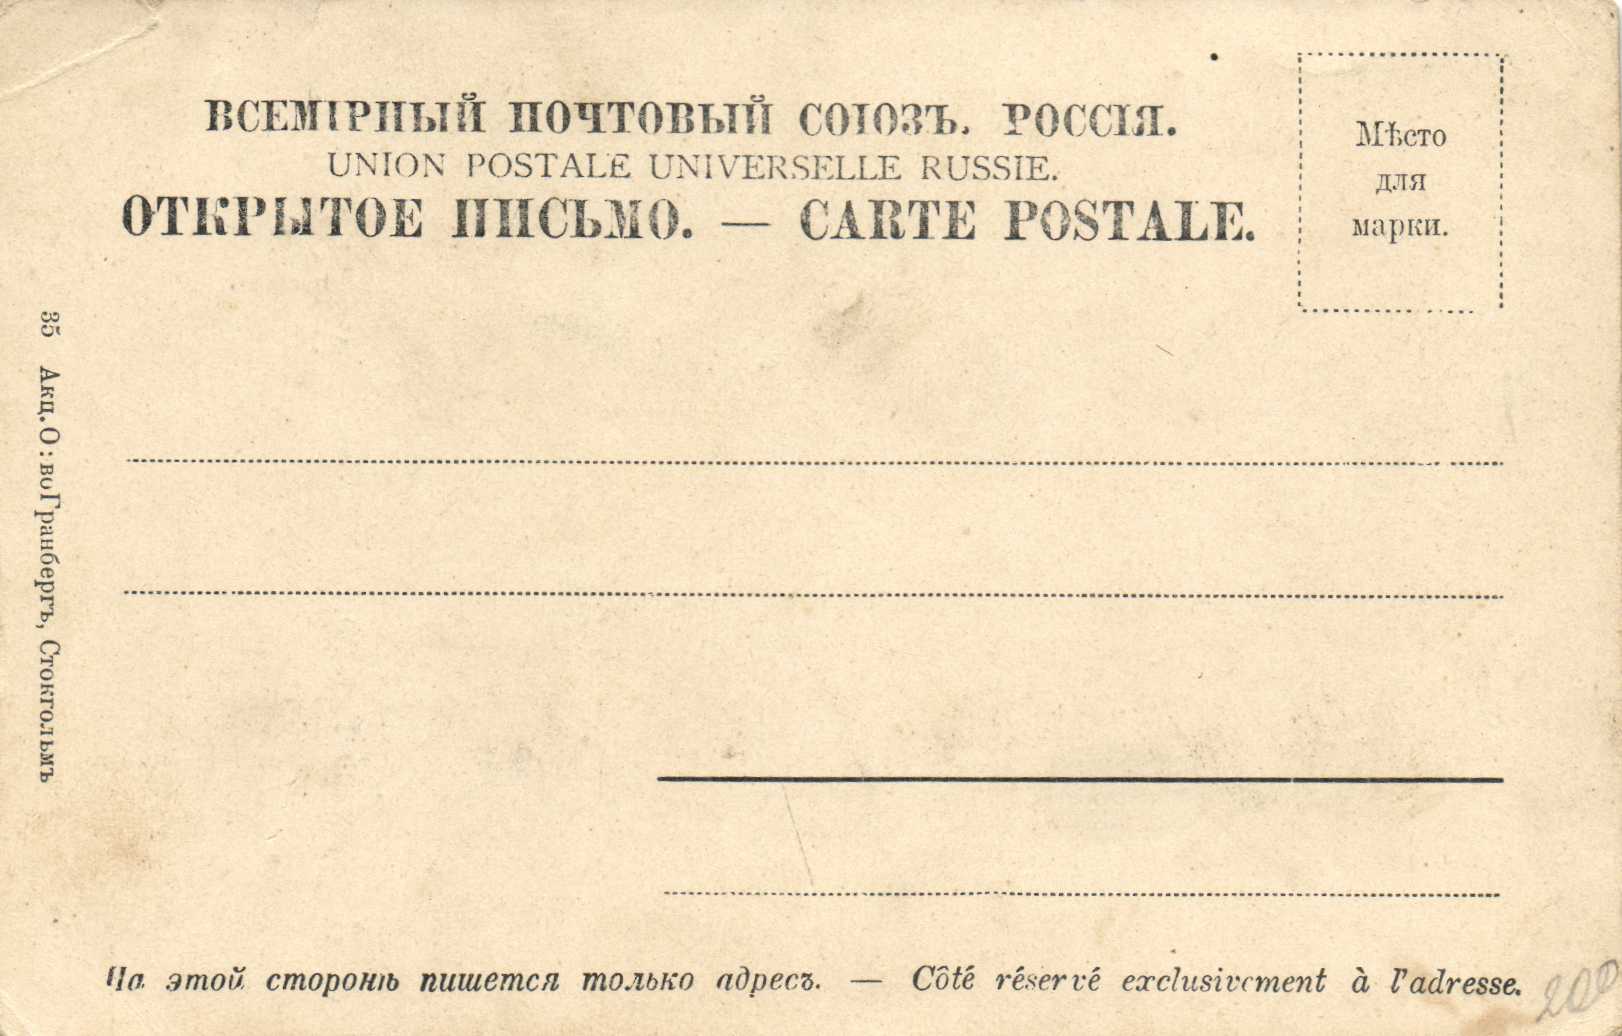 ВСЕМІРНЫЙ ПОЧТОВЫЙ СОЮЗЪ. РОССІЯ.
UNION POSTALE UNIVERSELLE RUSSIE.
ОТКРЫТОЕ ПИСЬМО. — CARTE POSTALE.
Мѣсто
для
марки.
35 Акц. О: во Гранбергъ, Стокгольмъ
На этой сторонѣ пишется только адресъ. — Côté réservé exclusivement à l'adresse.
200